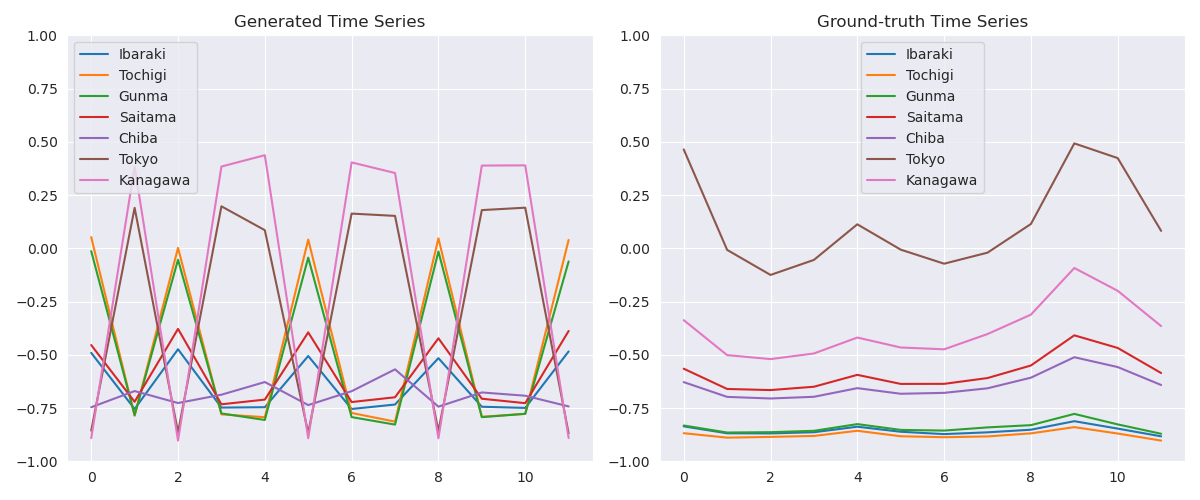 Generated Time Series
1.00
0.75
0.50
0.25
0.00
−0.25
−0.50
−0.75
−1.00
0 2 4 6 8 10
Ibaraki
Tochigi
Gunma
Saitama
Chiba
Tokyo
Kanagawa
Ground-truth Time Series
1.00
0.75
0.50
0.25
0.00
−0.25
−0.50
−0.75
−1.00
0 2 4 6 8 10
Ibaraki
Tochigi
Gunma
Saitama
Chiba
Tokyo
Kanagawa